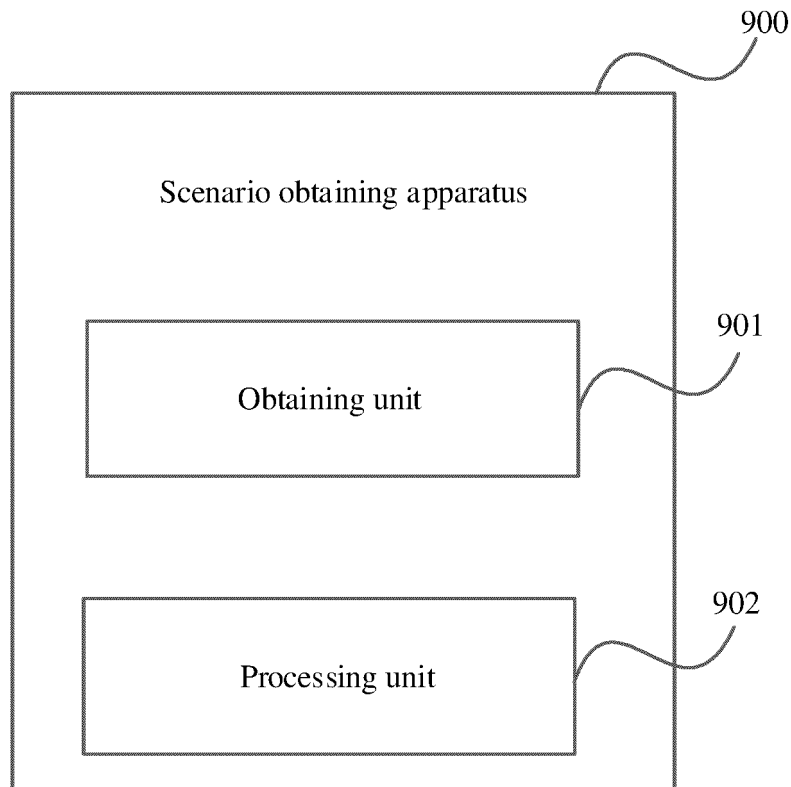 900
Scenario obtaining apparatus
901
Obtaining unit
902
Processing unit